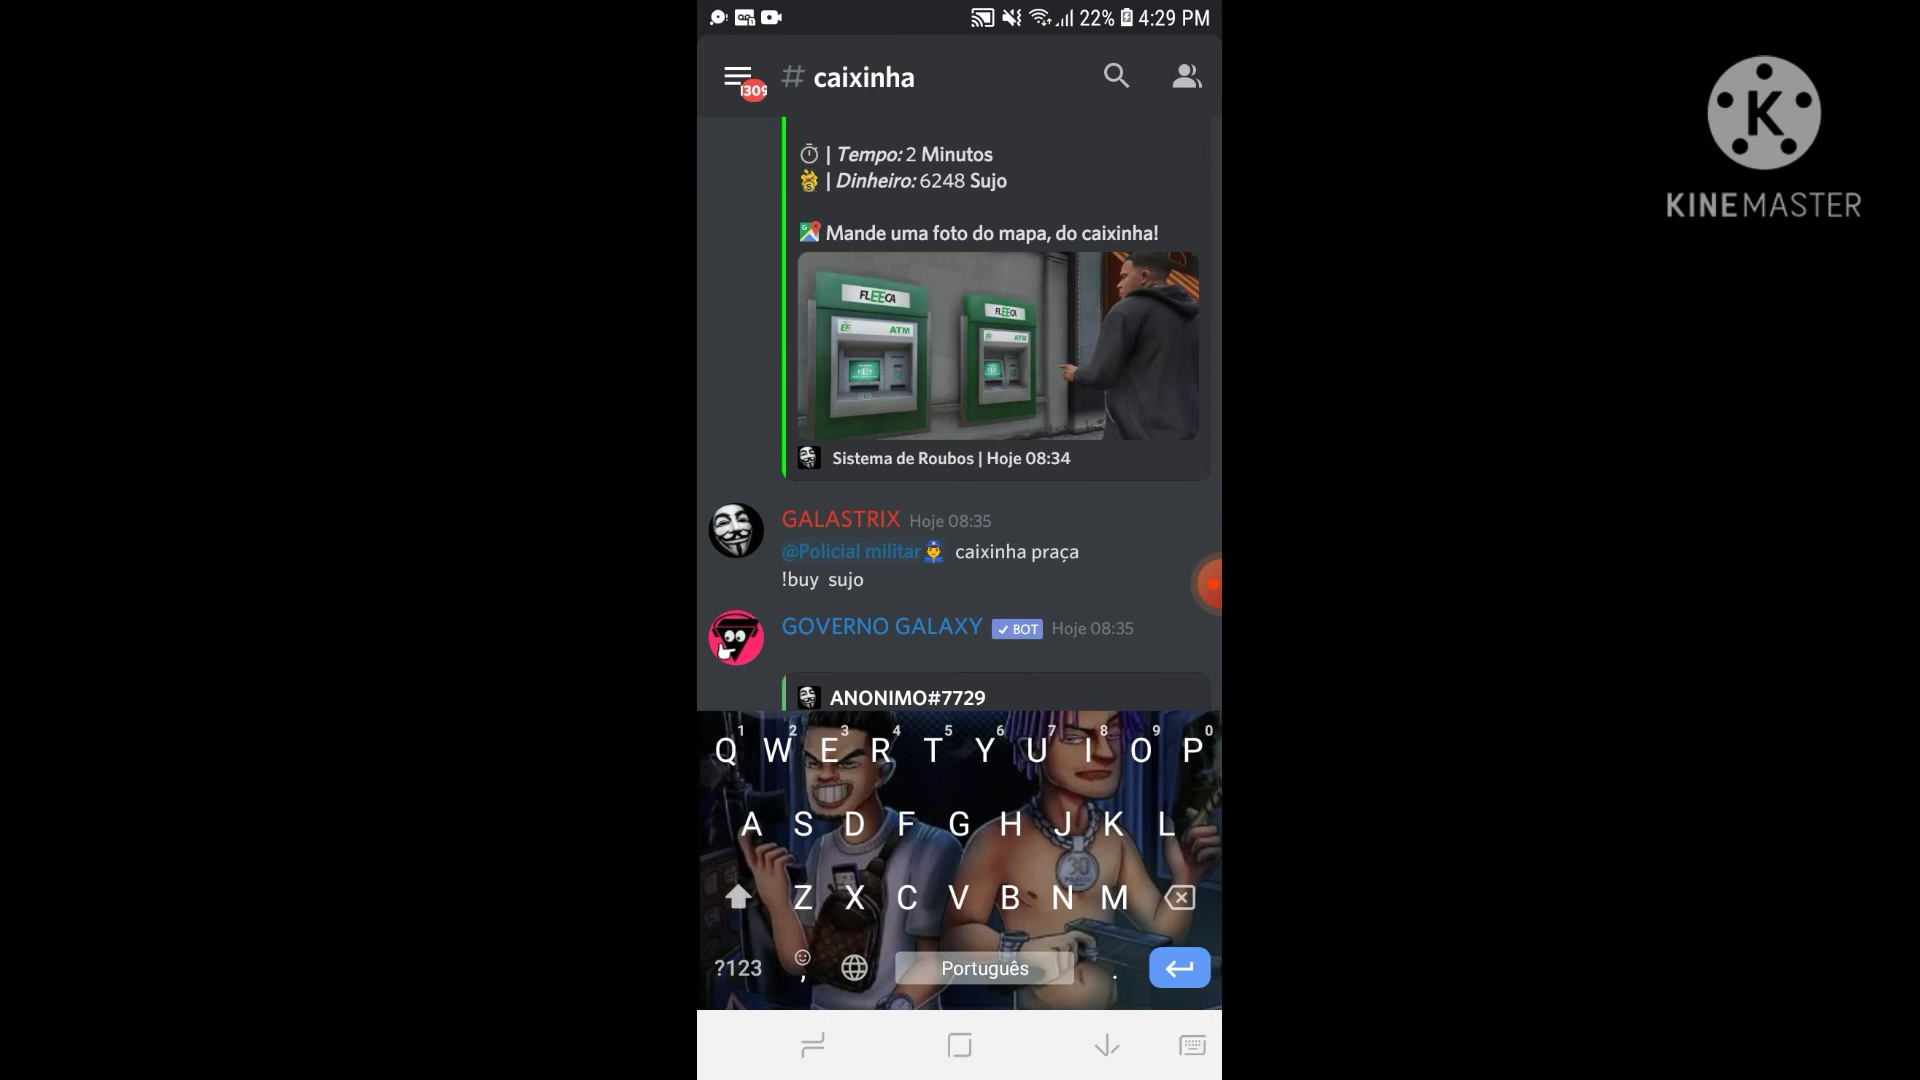 22% 4:29 PM
1309
# caixinha
| Tempo: 2 Minutos
| Dinheiro: 6248 Sujo
Mande uma foto do mapa, do caixinha!
FLEECA
FLEECA
ATM
ATM
Sistema de Roubos | Hoje 08:34
GALASTRIX Hoje 08:35
@Policial militar caixinha praça
!buy sujo
GOVERNO GALAXY BOT Hoje 08:35
ANONIMO#7729
1 2 3 4 5 6 7 8 9 0
Q W E R T Y U I O P
A S D F G H J K L
30
Z X C V B N M
?123 , Português .
K
KINEMASTER